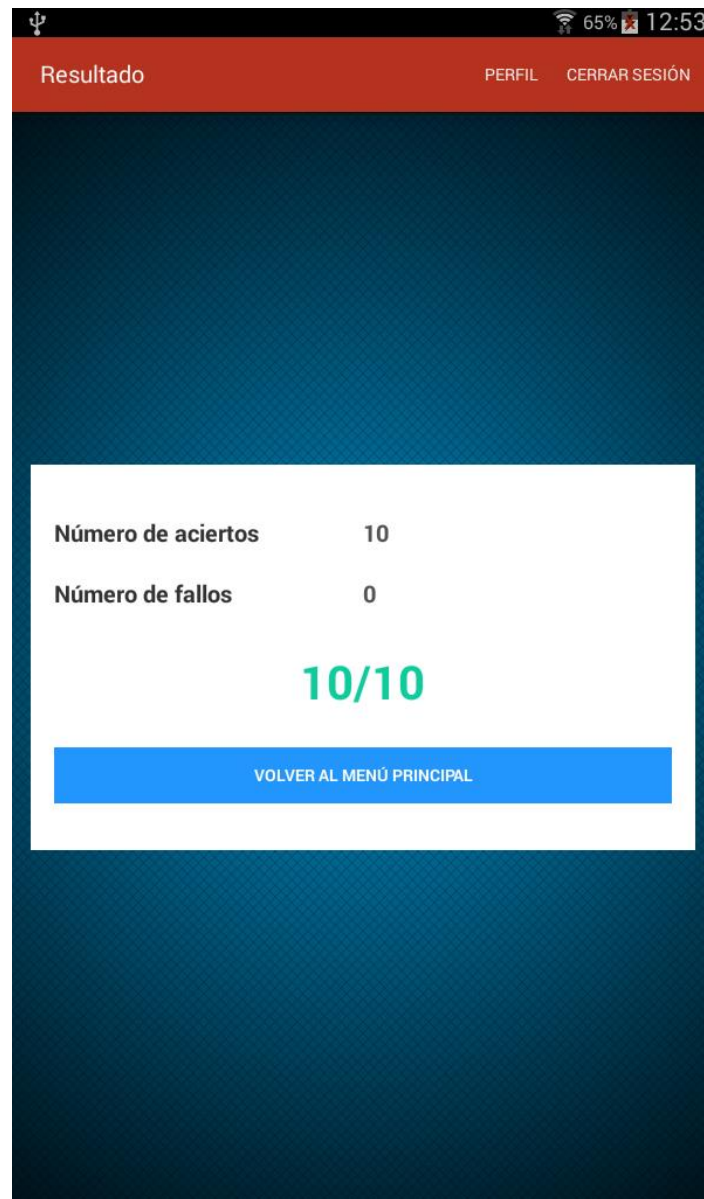 65% 12:53
Resultado PERFIL CERRAR SESIÓN
Número de aciertos 10
Número de fallos 0
10/10
VOLVER AL MENÚ PRINCIPAL